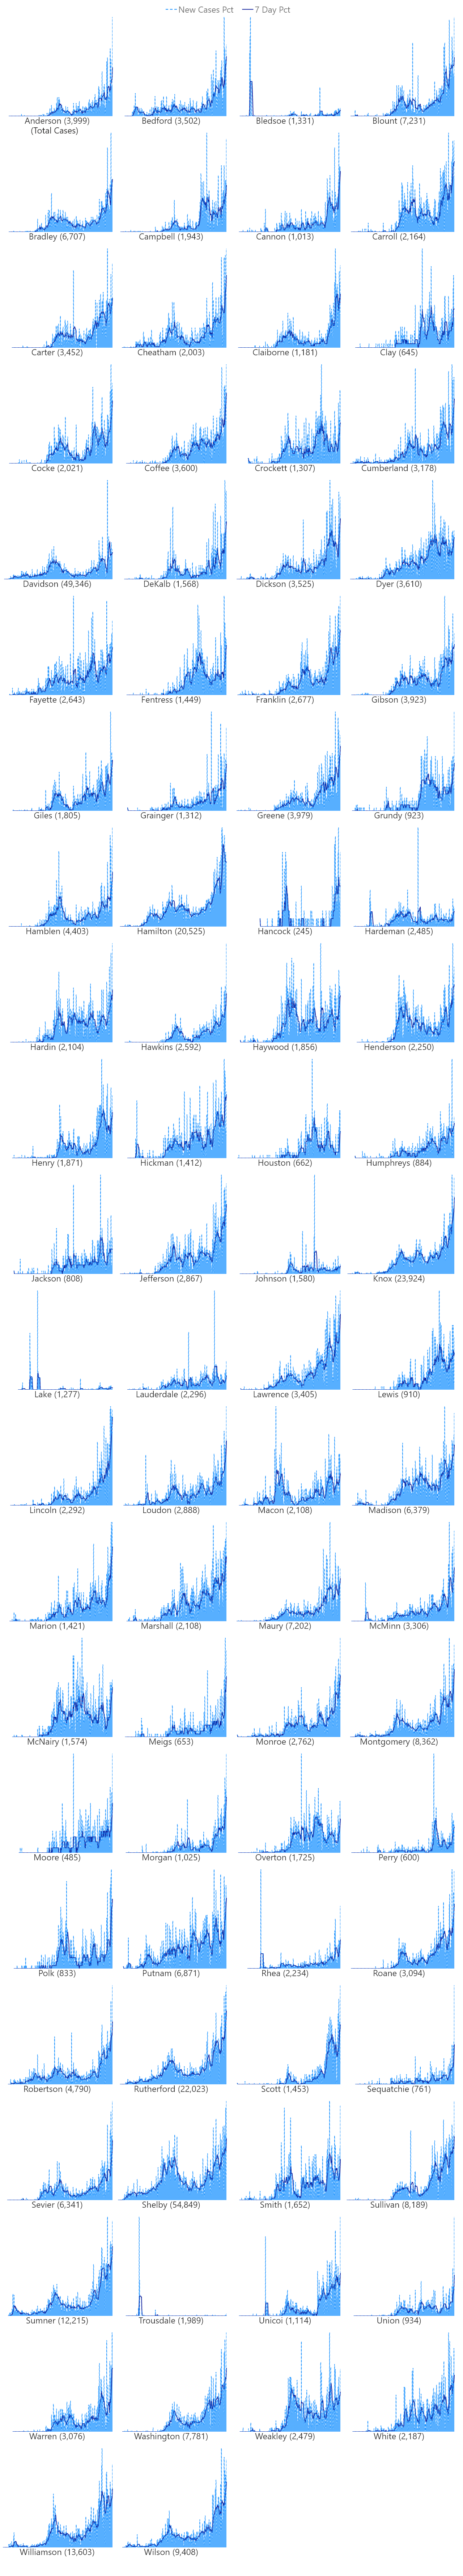 New Cases Pct 7 Day Pct
Anderson (3,999) Bedford (3,502) Bledsoe (1,331) Blount (7,231)
(Total Cases)
Bradley (6,707) Campbell (1,943) Cannon (1,013) Carroll (2,164)
Carter (3,452) Cheatham (2,003) Claiborne (1,181) Clay (645)
Cocke (2,021) Coffee (3,600) Crockett (1,307) Cumberland (3,178)
Davidson (49,346) DeKalb (1,568) Dickson (3,525) Dyer (3,610)
Fayette (2,643) Fentress (1,449) Franklin (2,677) Gibson (3,923)
Giles (1,805) Grainger (1,312) Greene (3,979) Grundy (923)
Hamblen (4,403) Hamilton (20,525) Hancock (245) Hardeman (2,485)
Hardin (2,104) Hawkins (2,592) Haywood (1,856) Henderson (2,250)
Henry (1,871) Hickman (1,412) Houston (662) Humphreys (884)
Jackson (808) Jefferson (2,867) Johnson (1,580) Knox (23,924)
Lake (1,277) Lauderdale (2,296) Lawrence (3,405) Lewis (910)
Lincoln (2,292) Loudon (2,888) Macon (2,108) Madison (6,379)
Marion (1,421) Marshall (2,108) Maury (7,202) McMinn (3,306)
McNairy (1,574) Meigs (653) Monroe (2,762) Montgomery (8,362)
Moore (485) Morgan (1,025) Overton (1,725) Perry (600)
Polk (833) Putnam (6,871) Rhea (2,234) Roane (3,094)
Robertson (4,790) Rutherford (22,023) Scott (1,453) Sequatchie (761)
Sevier (6,341) Shelby (54,849) Smith (1,652) Sullivan (8,189)
Sumner (12,215) Trousdale (1,989) Unicoi (1,114) Union (934)
Warren (3,076) Washington (7,781) Weakley (2,479) White (2,187)
Williamson (13,603) Wilson (9,408)